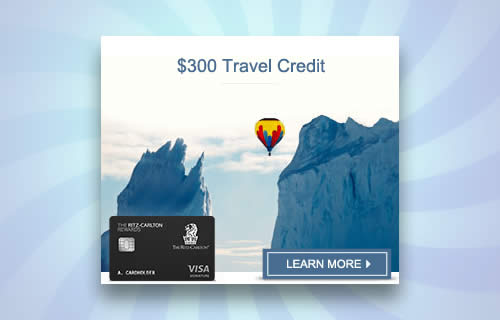 $300 Travel Credit
THE RITZ-CARLTON
REWARDS
THE RITZ-CARLTON
VISA
SIGNATURE
A. CARDHOLDER
LEARN MORE